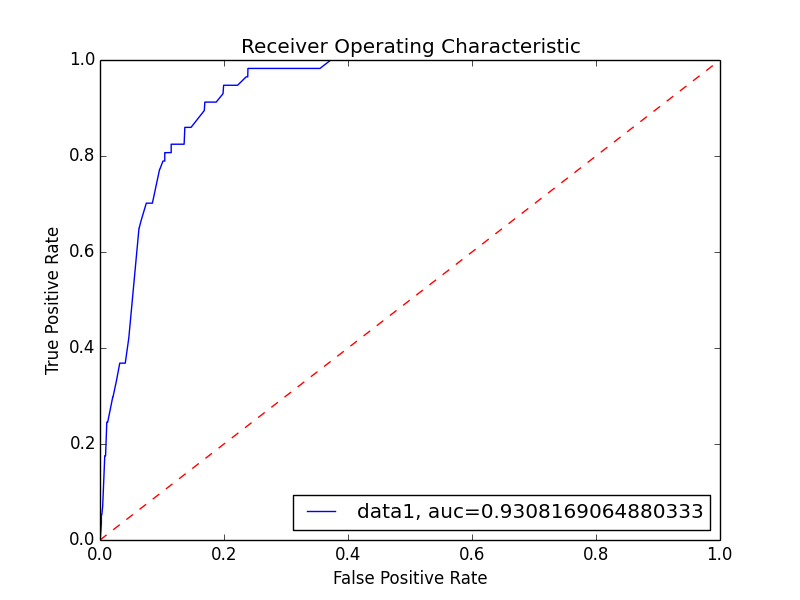 Receiver Operating Characteristic
1.0
0.8
0.6
0.4
0.2
0.0
True Positive Rate
data1, auc=0.9308169064880333
0.0 0.2 0.4 0.6 0.8 1.0
False Positive Rate